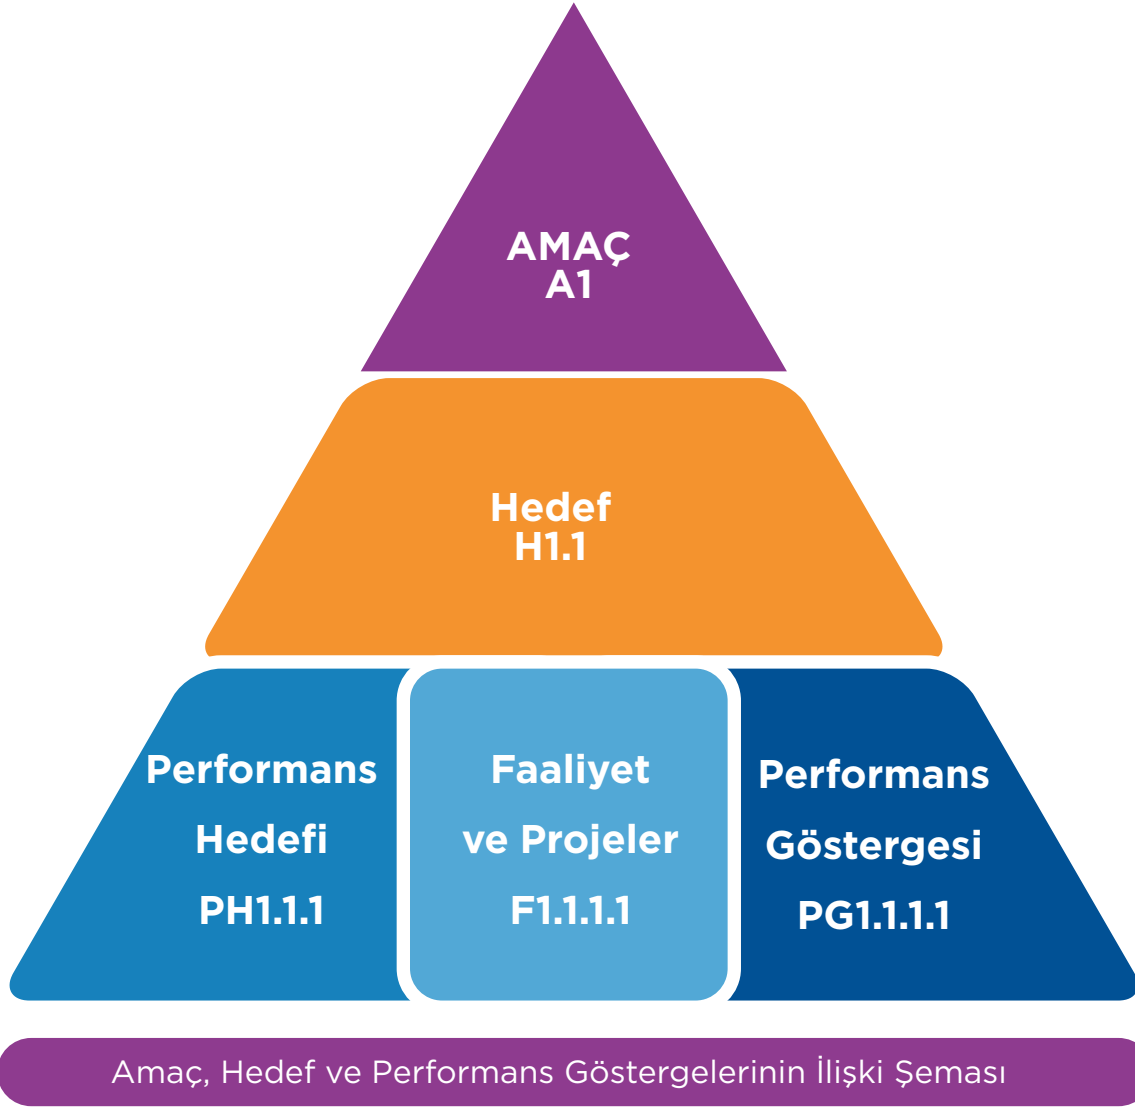 AMAÇ
A1
Hedef
H1.1
Performans
Hedefi
PH1.1.1
Faaliyet
ve Projeler
F1.1.1.1
Performans
Göstergesi
PG1.1.1.1
Amaç, Hedef ve Performans Göstergelerinin İlişki Şeması